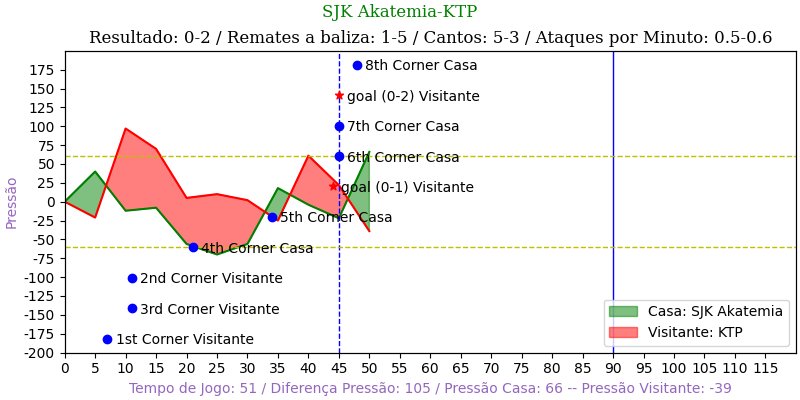 SJK Akatemia-KTP
Resultado: 0-2 / Remates a baliza: 1-5 / Cantos: 5-3 / Ataques por Minuto: 0.5-0.6
175
150
125
100
75
50
25
0
-25
-50
-75
-100
-125
-150
-175
-200
Pressão
8th Corner Casa
goal (0-2) Visitante
7th Corner Casa
6th Corner Casa
goal (0-1) Visitante
5th Corner Casa
4th Corner Casa
2nd Corner Visitante
3rd Corner Visitante
1st Corner Visitante
Casa: SJK Akatemia
Visitante: KTP
0 5 10 15 20 25 30 35 40 45 50 55 60 65 70 75 80 85 90 95 100 105 110 115
Tempo de Jogo: 51 / Diferença Pressão: 105 / Pressão Casa: 66 -- Pressão Visitante: -39